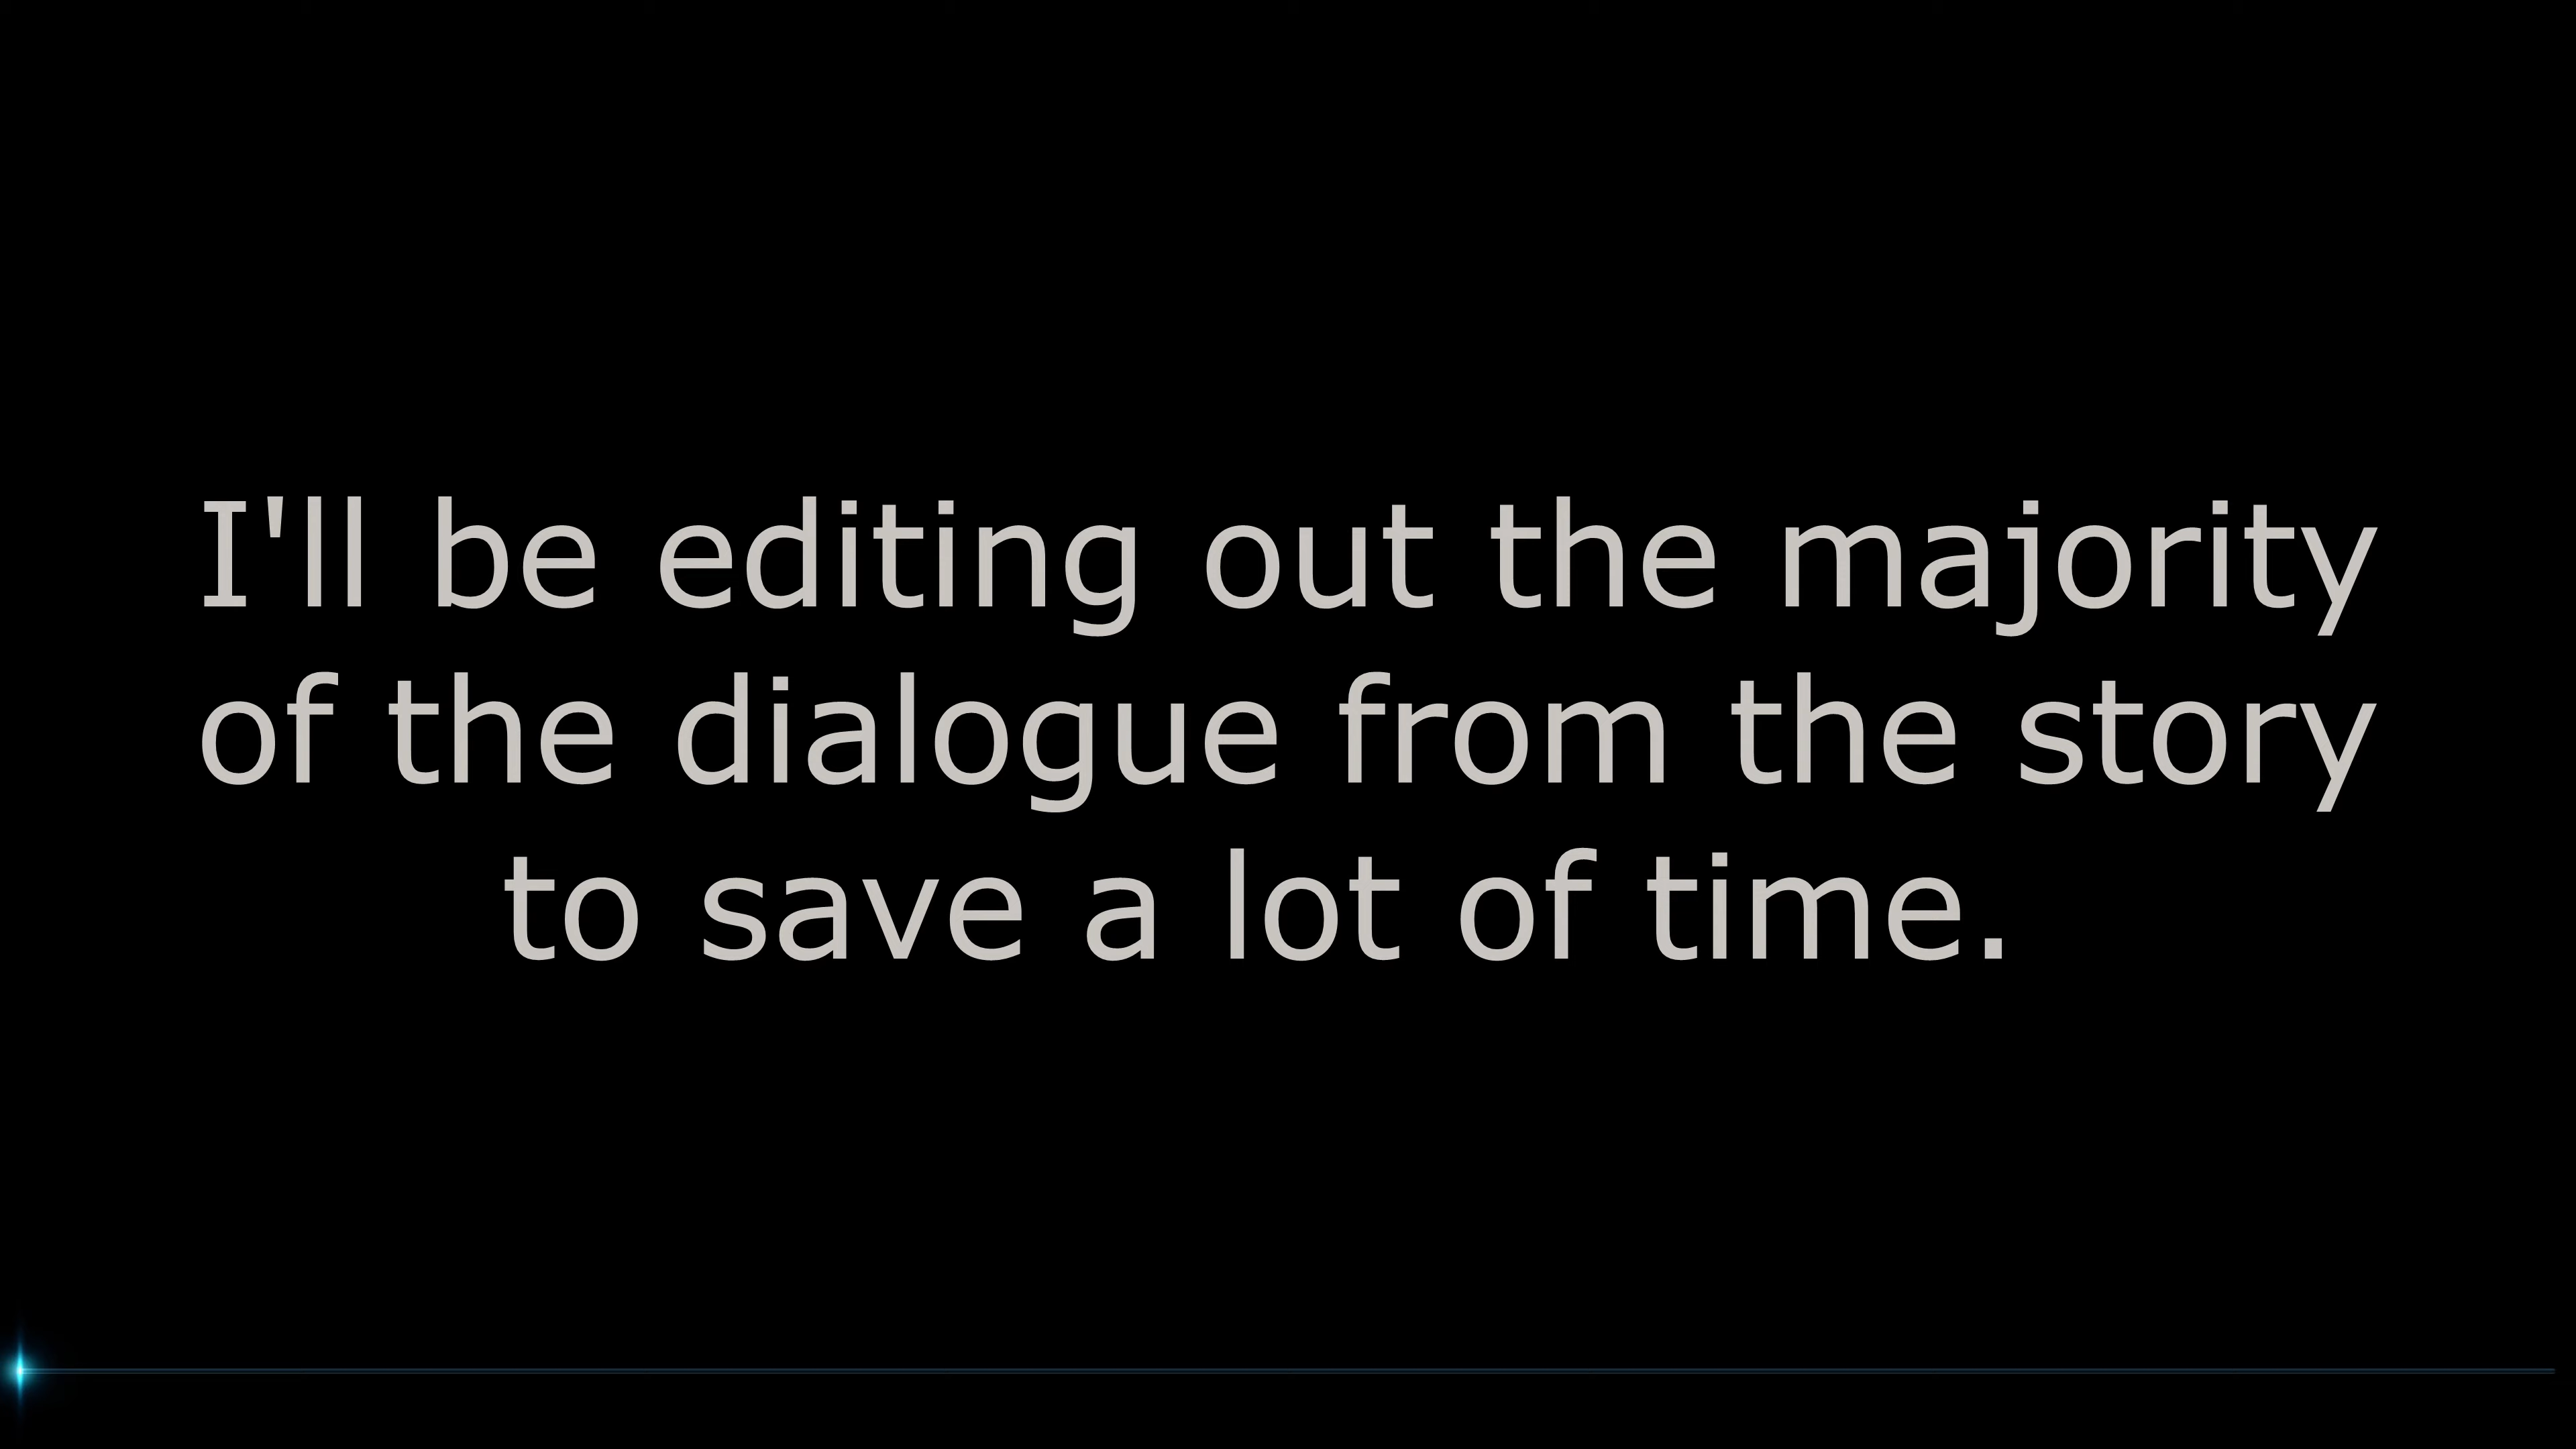 I'll be editing out the majority
of the dialogue from the story
to save a lot of time.